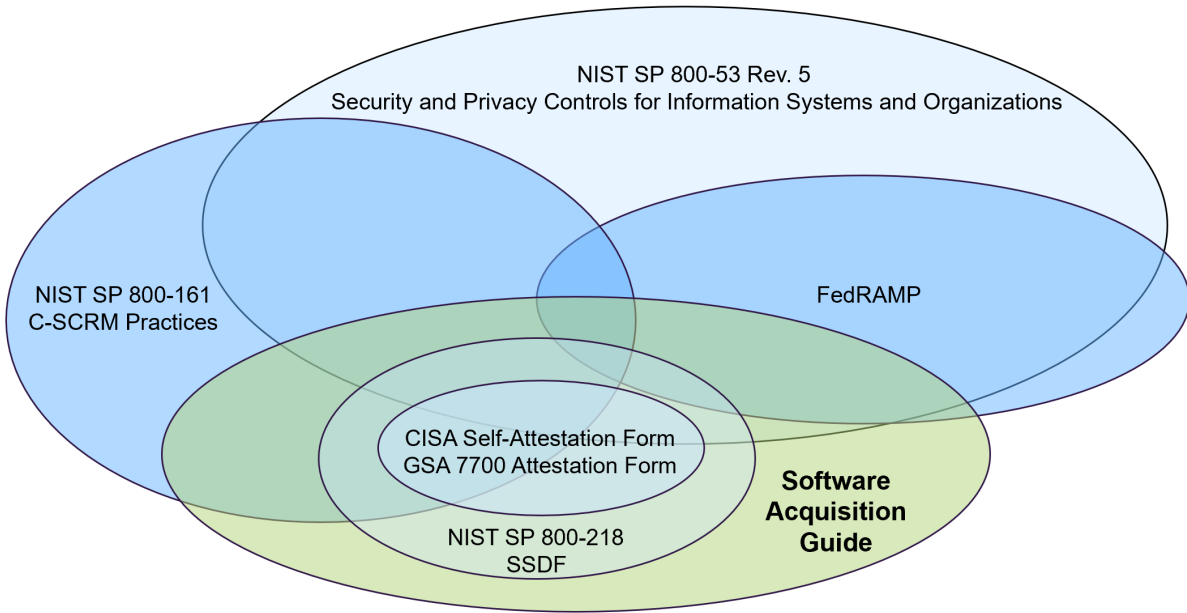 NIST SP 800-53 Rev. 5
Security and Privacy Controls for Information Systems and Organizations
NIST SP 800-161
C-SCRM Practices
FedRAMP
CISA Self-Attestation Form
GSA 7700 Attestation Form
Software
Acquisition
Guide
NIST SP 800-218
SSDF